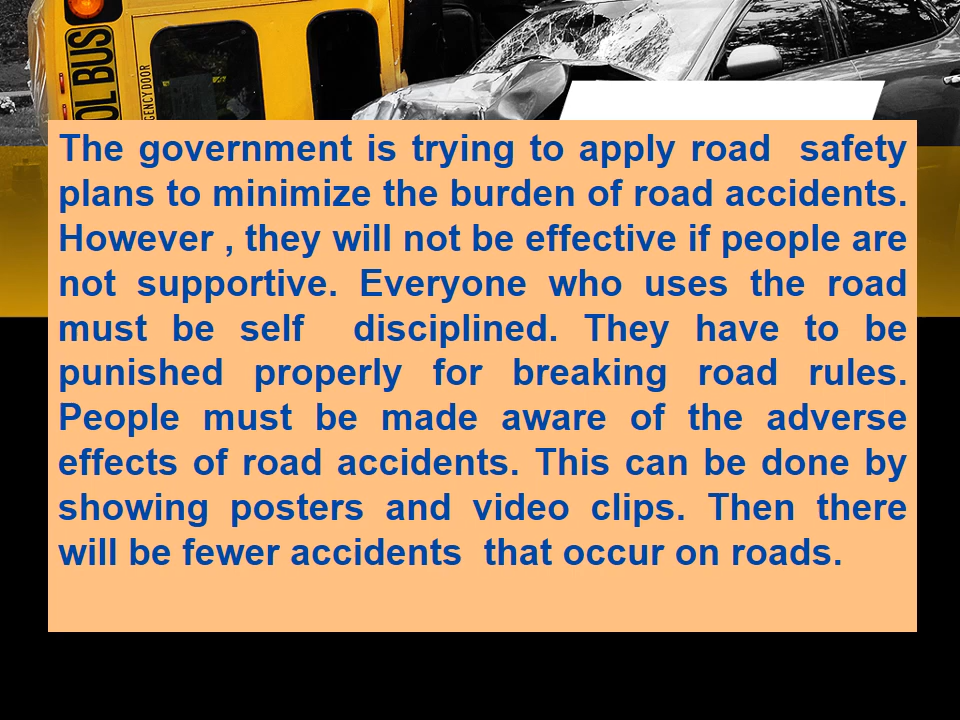 OL BUS
GENCY DOOR
The government is trying to apply road safety
plans to minimize the burden of road accidents.
However , they will not be effective if people are
not supportive. Everyone who uses the road
must be self disciplined. They have to be
punished properly for breaking road rules.
People must be made aware of the adverse
effects of road accidents. This can be done by
showing posters and video clips. Then there
will be fewer accidents that occur on roads.